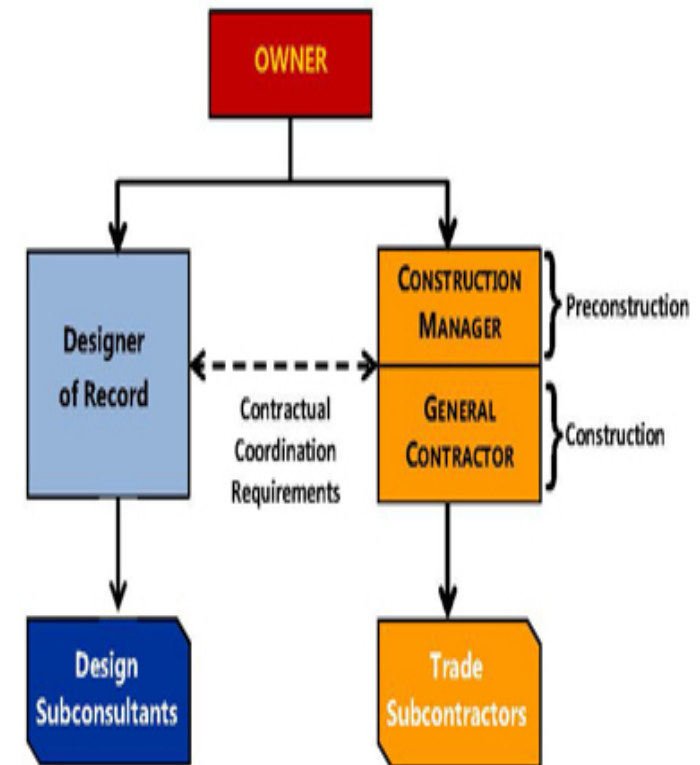 OWNER
Designer
of Record
CONSTRUCTION
MANAGER
Preconstruction
Contractual
Coordination
Requirements
GENERAL
CONTRACTOR
Construction
Design
Subconsultants
Trade
Subcontractors